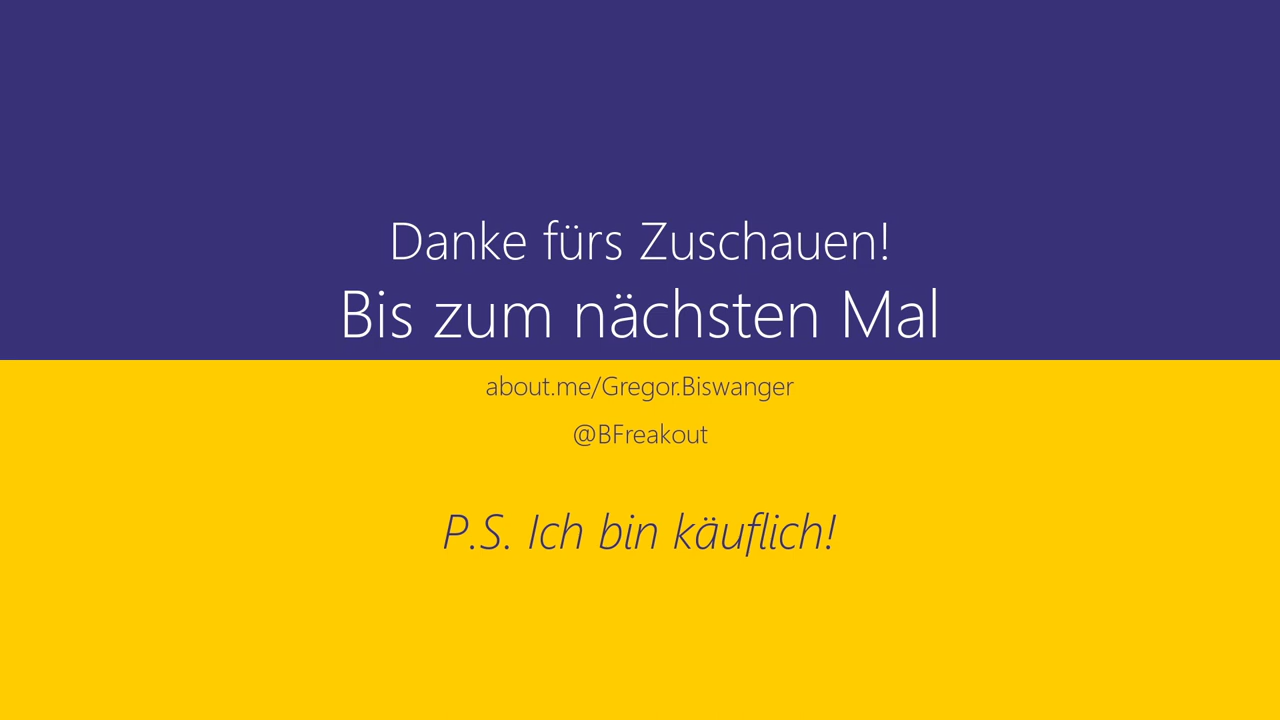 Danke fürs Zuschauen!
Bis zum nächsten Mal
about.me/Gregor.Biswanger
@BFreakout
P.S. Ich bin käuflich!